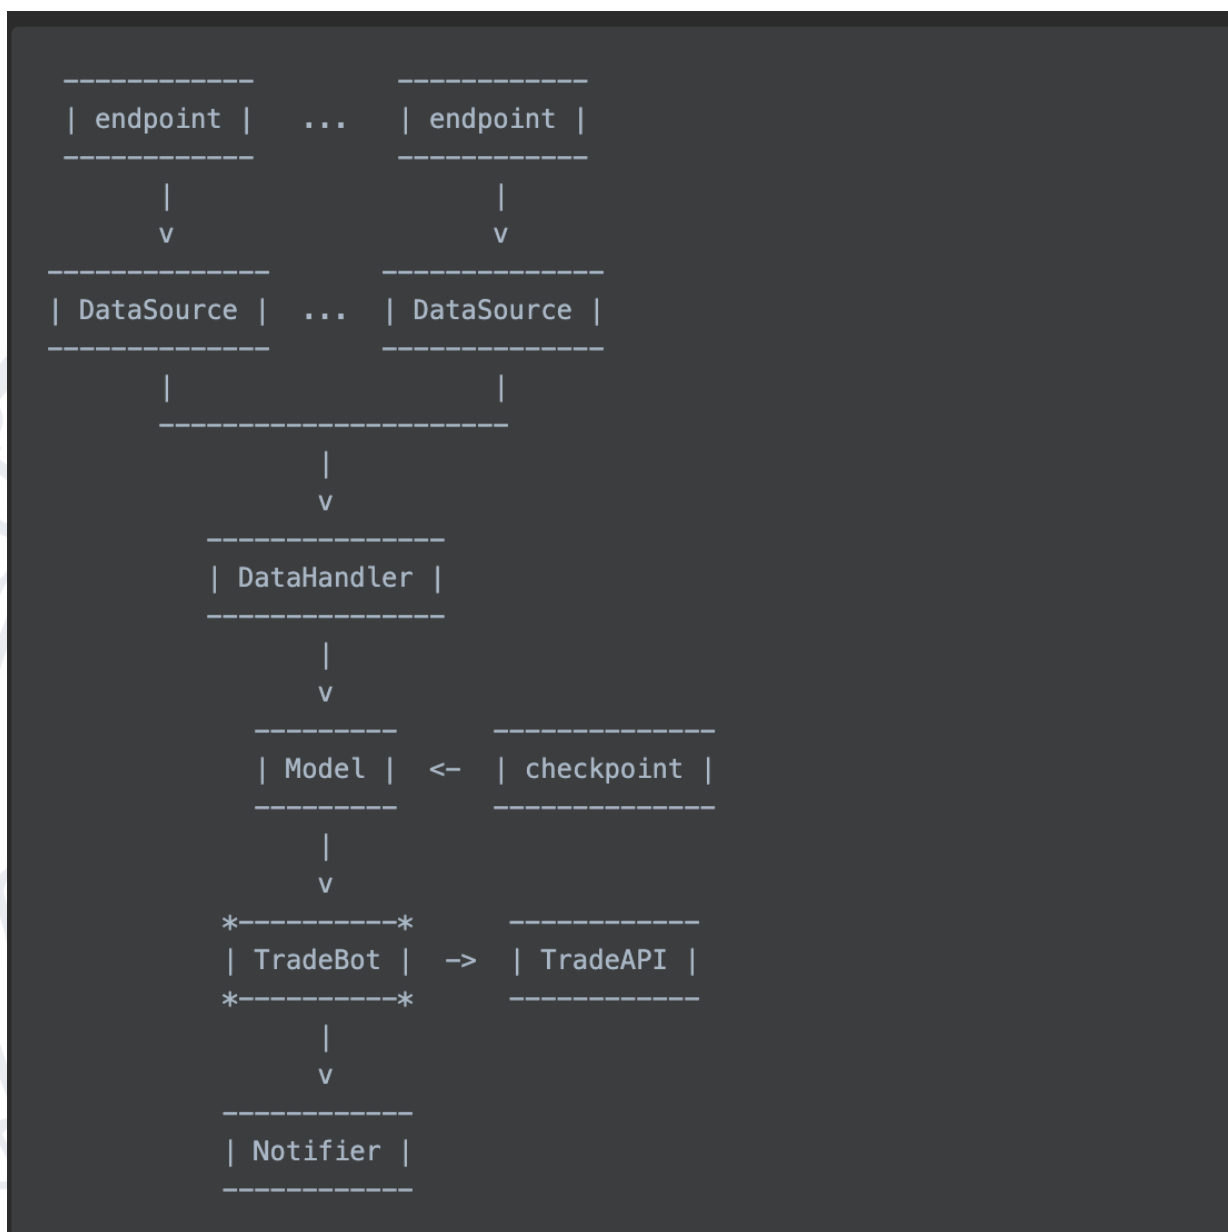 ------------         ------------
| endpoint |   ...   | endpoint |
------------         ------------
      |                    |
      v                    v
--------------       --------------
| DataSource |  ...  | DataSource |
--------------       --------------
       |                    |
       ----------------------
                 |
                 v
          ---------------
          | DataHandler |
          ---------------
                 |
                 v
             ---------      --------------
             | Model |  <-  | checkpoint |
             ---------      --------------
                 |
                 v
           *----------*      ------------
           | TradeBot |  ->  | TradeAPI |
           *----------*      ------------
                 |
                 v
           ------------
           | Notifier |
           ------------